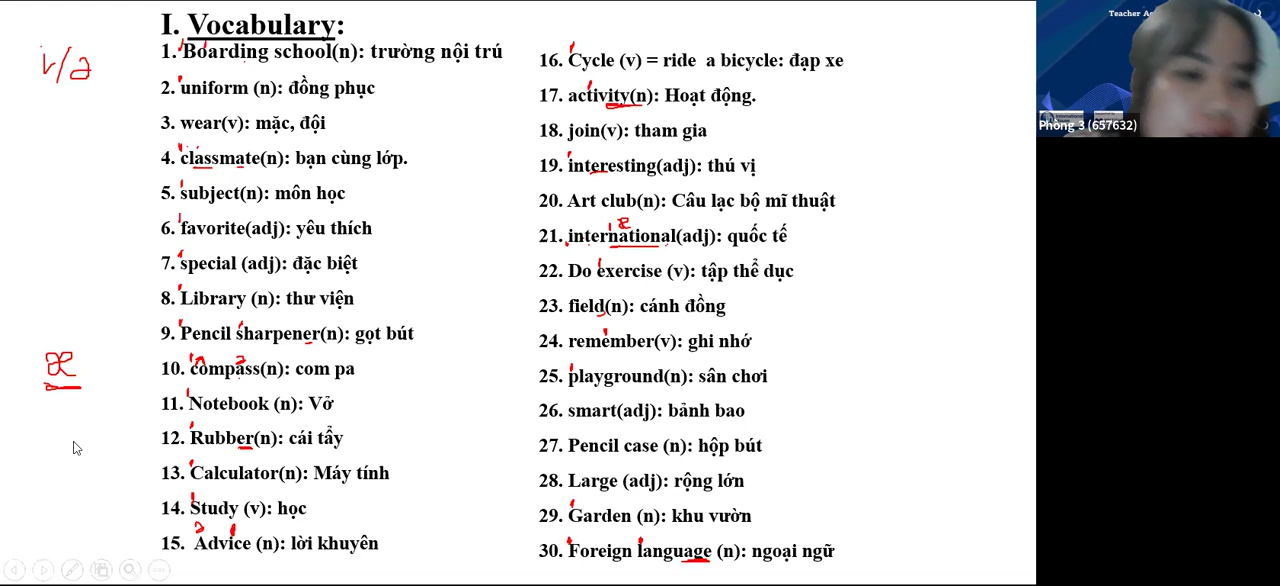 I. Vocabulary:
1. Boarding school(n): trường nội trú
2. uniform (n): đồng phục
3. wear(v): mặc, đội
4. classmate(n): bạn cùng lớp.
5. subject(n): môn học
6. favorite(adj): yêu thích
7. special (adj): đặc biệt
8. Library (n): thư viện
9. Pencil sharpener(n): gọt bút
10. compass(n): com pa
11. Notebook (n): Vở
12. Rubber(n): cái tẩy
13. Calculator(n): Máy tính
14. Study (v): học
15. Advice (n): lời khuyên
16. Cycle (v) = ride a bicycle: đạp xe
17. activity(n): Hoạt động.
18. join(v): tham gia
19. interesting(adj): thú vị
20. Art club(n): Câu lạc bộ mĩ thuật
21. international(adj): quốc tế
22. Do exercise (v): tập thể dục
23. field(n): cánh đồng
24. remember(v): ghi nhớ
25. playground(n): sân chơi
26. smart(adj): bảnh bao
27. Pencil case (n): hộp bút
28. Large (adj): rộng lớn
29. Garden (n): khu vườn
30. Foreign language (n): ngoại ngữ
æ
æ
Teacher
Phòng 3 (657632)